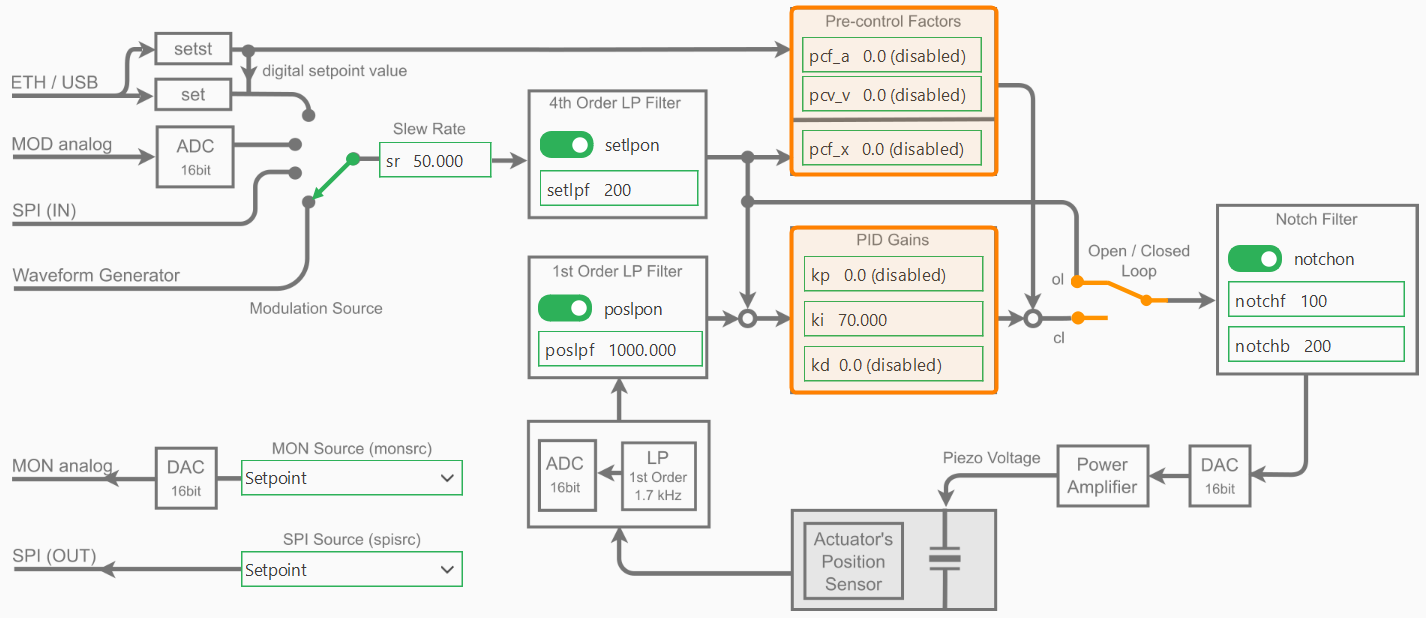 setst
ETH / USB
digital setpoint value
set
MOD analog
ADC
16bit
SPI (IN)
Waveform Generator
Modulation Source
Slew Rate
sr 50.000
4th Order LP Filter
setlpon
setlpf 200
Pre-control Factors
pcf_a 0.0 (disabled)
pcv_v 0.0 (disabled)
pcf_x 0.0 (disabled)
1st Order LP Filter
poslpon
poslpf 1000.000
PID Gains
kp 0.0 (disabled)
ki 70.000
kd 0.0 (disabled)
Open / Closed
Loop
ol
cl
Notch Filter
notchon
notchf 100
notchb 200
MON analog
DAC
16bit
MON Source (monsrc)
Setpoint
SPI (OUT)
SPI Source (spisrc)
Setpoint
ADC
16bit
LP
1st Order
1.7 kHz
Actuator's
Position
Sensor
Piezo Voltage
Power
Amplifier
DAC
16bit